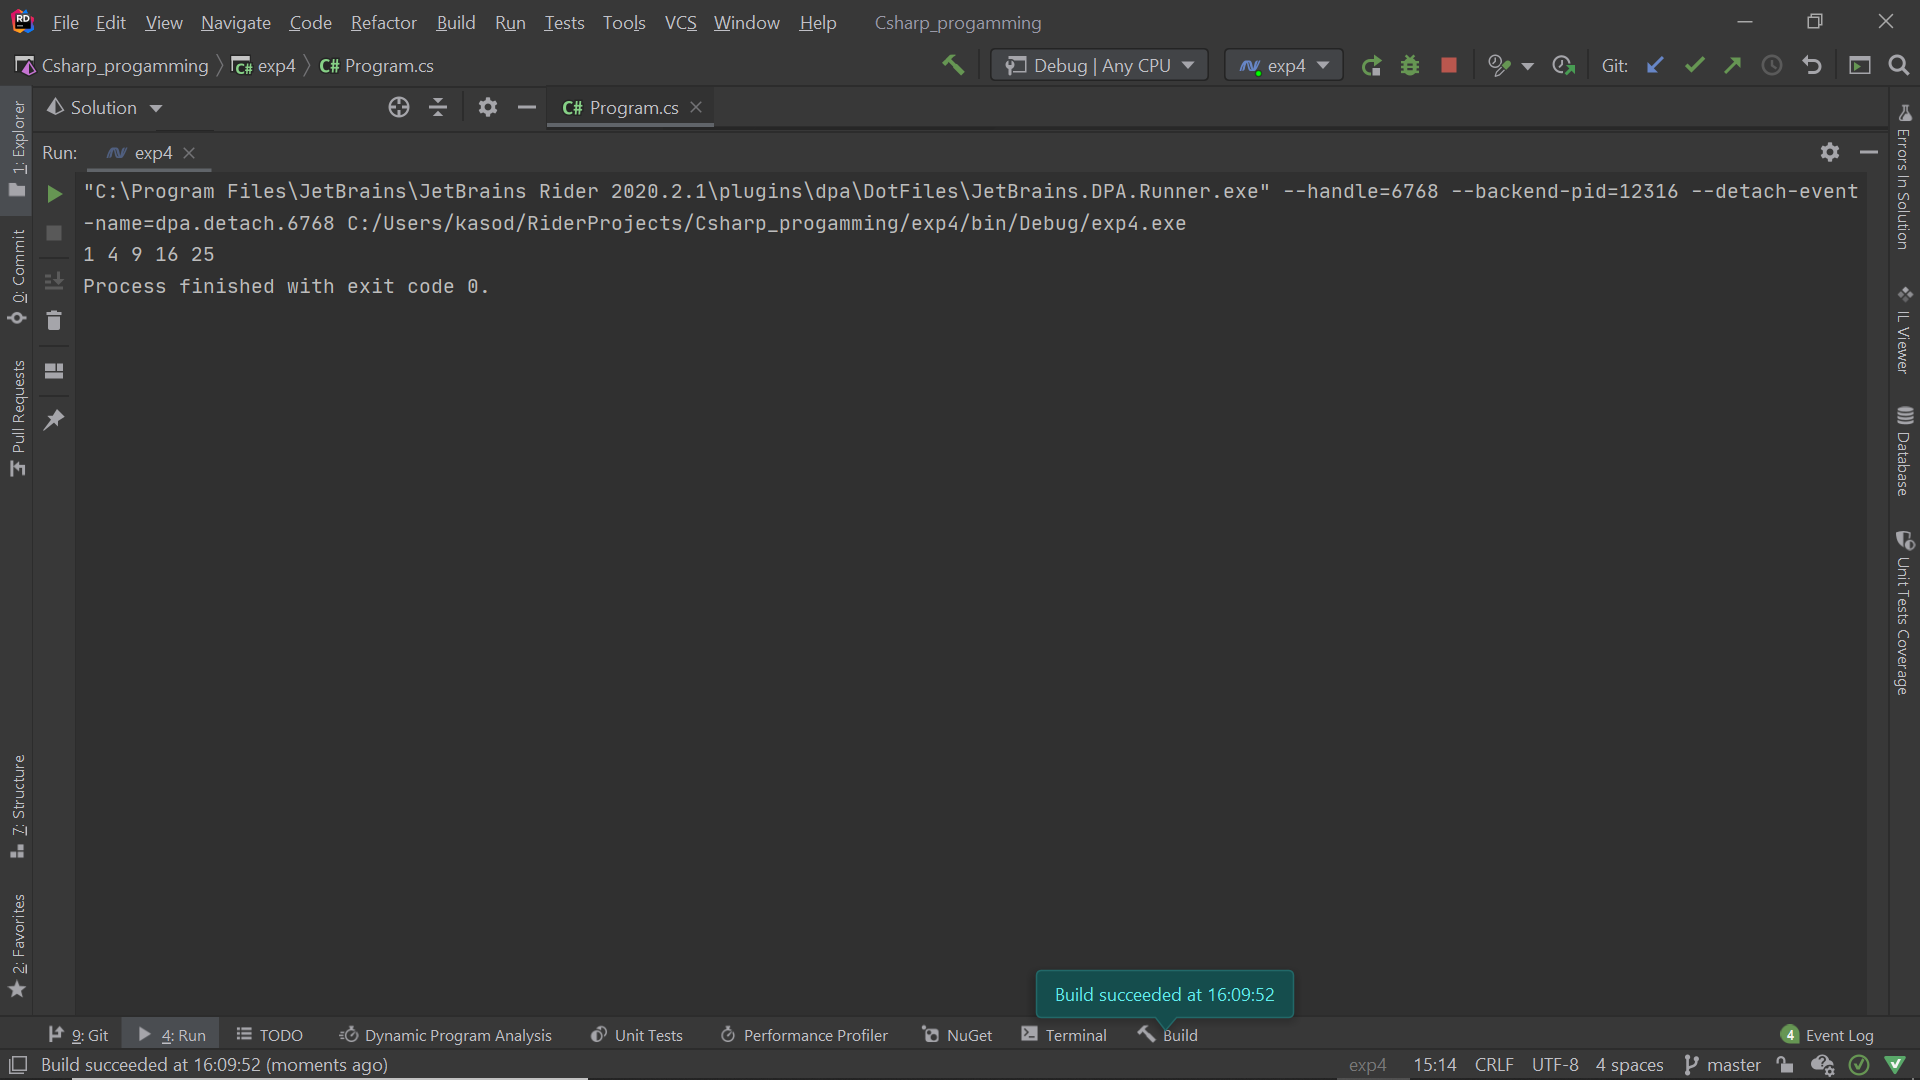 File Edit View Navigate Code Refactor Build Run Tests Tools VCS Window Help Csharp_progamming
Csharp_progamming exp4 C# Program.cs Debug | Any CPU exp4 Git:
Solution C# Program.cs
Run: exp4
"C:\Program Files\JetBrains\JetBrains Rider 2020.2.1\plugins\dpa\DotFiles\JetBrains.DPA.Runner.exe" --handle=6768 --backend-pid=12316 --detach-event
-name=dpa.detach.6768 C:/Users/kasod/RiderProjects/Csharp_progamming/exp4/bin/Debug/exp4.exe
1 4 9 16 25
Process finished with exit code 0.
1: Explorer
0: Commit
Pull Requests
7: Structure
2: Favorites
Errors In Solution
IL Viewer
Database
Unit Tests Coverage
Build succeeded at 16:09:52
9: Git 4: Run TODO Dynamic Program Analysis Unit Tests Performance Profiler NuGet Terminal Build 4 Event Log
Build succeeded at 16:09:52 (moments ago) exp4 15:14 CRLF UTF-8 4 spaces master